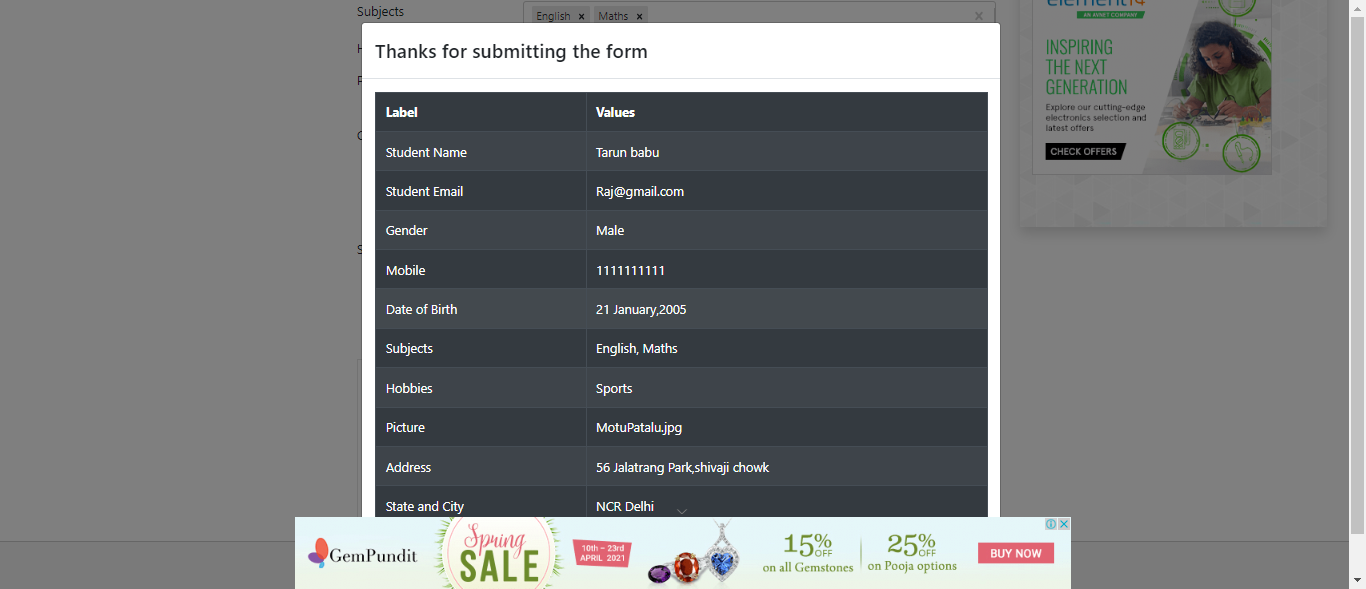 Subjects
English × Maths ×
Thanks for submitting the form
Label Values
Student Name Tarun babu
Student Email Raj@gmail.com
Gender Male
Mobile 1111111111
Date of Birth 21 January,2005
Subjects English, Maths
Hobbies Sports
Picture MotuPatalu.jpg
Address 56 Jalatrang Park,shivaji chowk
State and City NCR Delhi
element14
AN AVNET COMPANY
INSPIRING
THE NEXT
GENERATION
Explore our cutting-edge
electronics selection and
latest offers
CHECK OFFERS
GemPundit
Spring
SALE
10th – 23rd
APRIL 2021
15% OFF
on all Gemstones
25% OFF
on Pooja options
BUY NOW